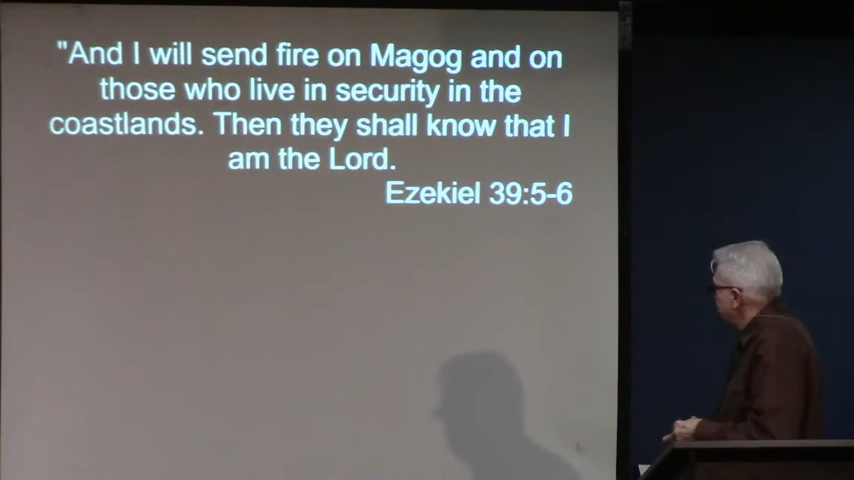 "And I will send fire on Magog and on
those who live in security in the
coastlands. Then they shall know that I
am the Lord.
Ezekiel 39:5-6